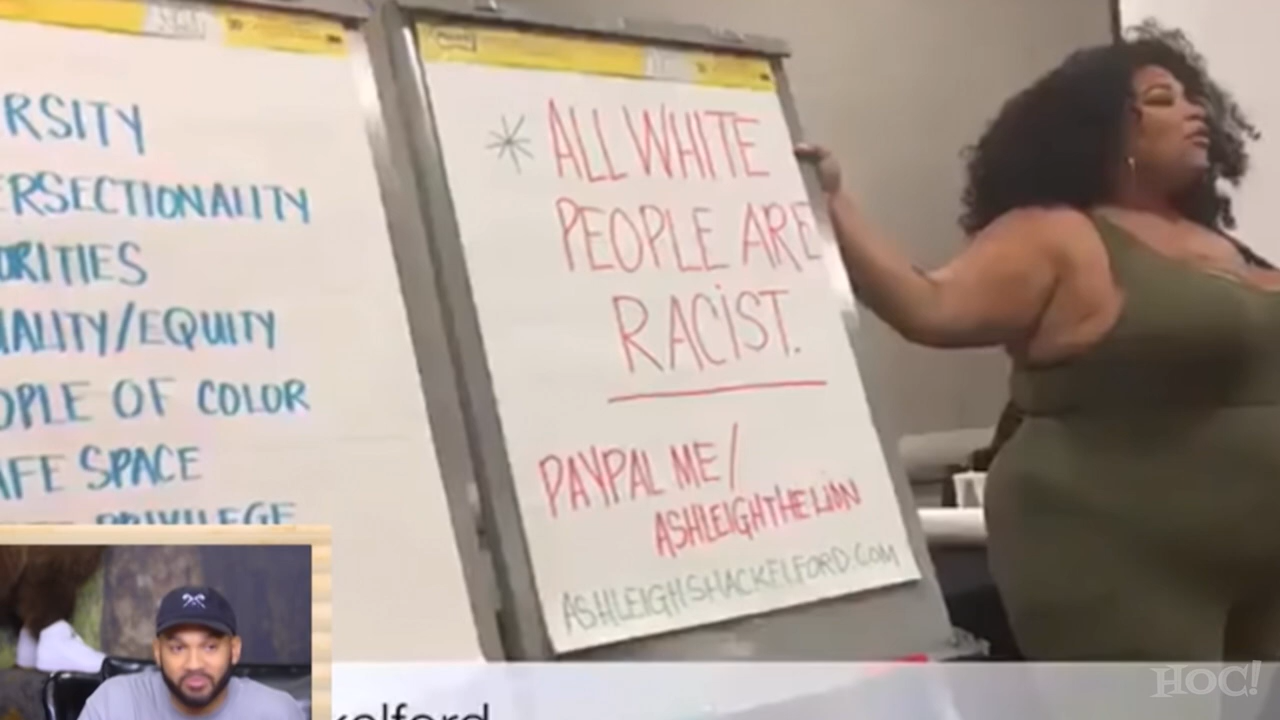 RSITY
ERSECTIONALITY
ORITIES
ALITY/EQUITY
OPLE OF COLOR
AFE SPACE
PRIVILEGE
* ALL WHITE
PEOPLE ARE
RACIST.
PAYPAL ME/
ASHLEIGHTHELION
ASHLEIGHSHACKELFORD.COM
kelford
HOC!